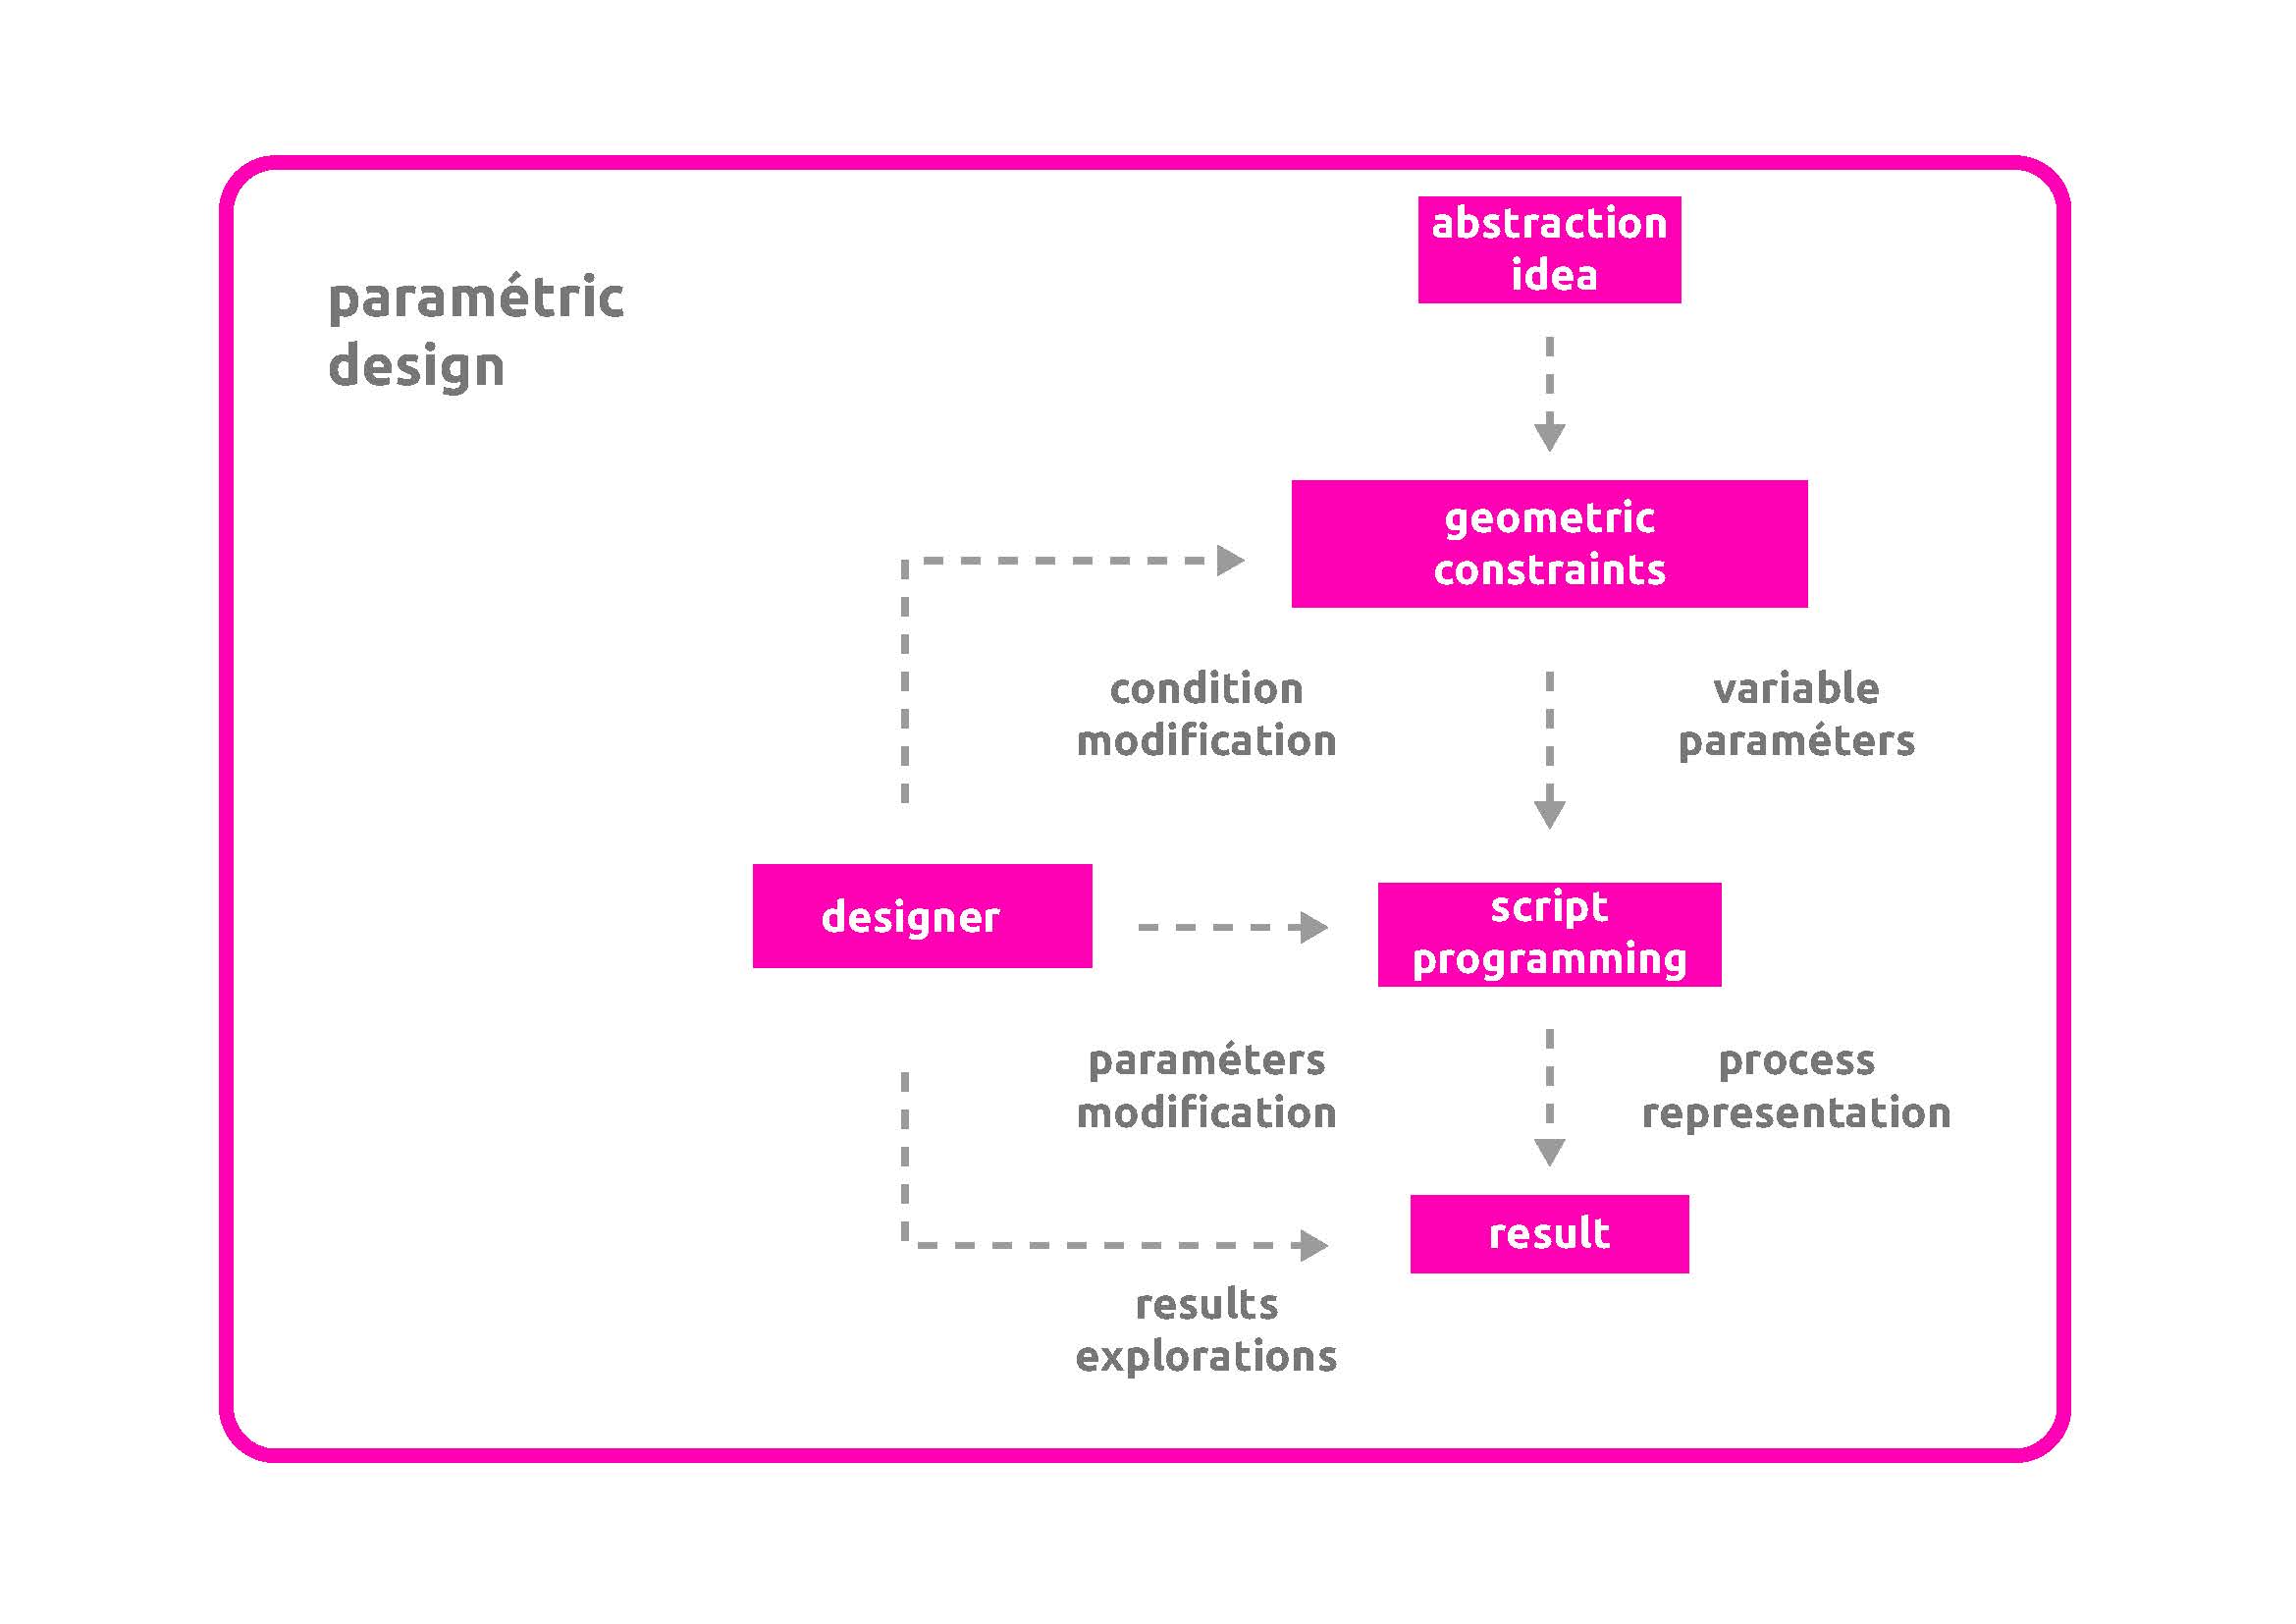 paramétric
design
abstraction
idea
geometric
constraints
condition
modification
variable
paraméters
designer
script
programming
paraméters
modification
process
representation
result
results
explorations